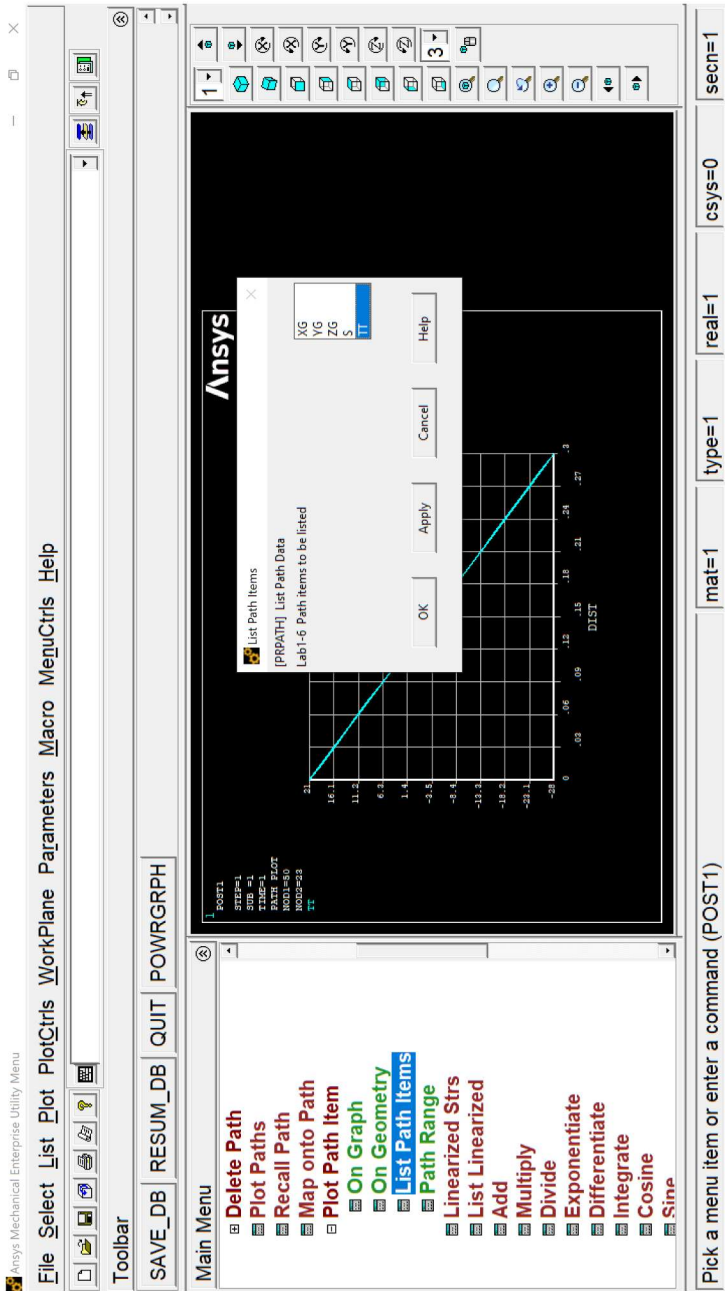 Ansys Mechanical Enterprise Utility Menu
File Select List Plot PlotCtrls WorkPlane Parameters Macro MenuCtrls Help
Toolbar
SAVE_DB RESUM_DB QUIT POWRGRPH
Main Menu
Delete Path
Plot Paths
Recall Path
Map onto Path
Plot Path Item
On Graph
On Geometry
List Path Items
Path Range
Linearized Strs
List Linearized
Add
Multiply
Divide
Exponentiate
Differentiate
Integrate
Cosine
Sine
1
POST1
STEP=1
SUB =1
TIME=1
PATH PLOT
NOD1=50
NOD2=23
TT
Ansys
21
16.1
11.2
6.3
1.4
-3.5
-8.4
-13.3
-18.2
-23.1
-28
0
.03
.06
.09
.12
.15
.18
.21
.24
.27
.3
DIST
List Path Items
[PRPATH] List Path Data
Lab1-6 Path items to be listed
XG
YG
ZG
S
TT
OK Apply Cancel Help
1
3
Pick a menu item or enter a command (POST1) mat=1 type=1 real=1 csys=0 secn=1